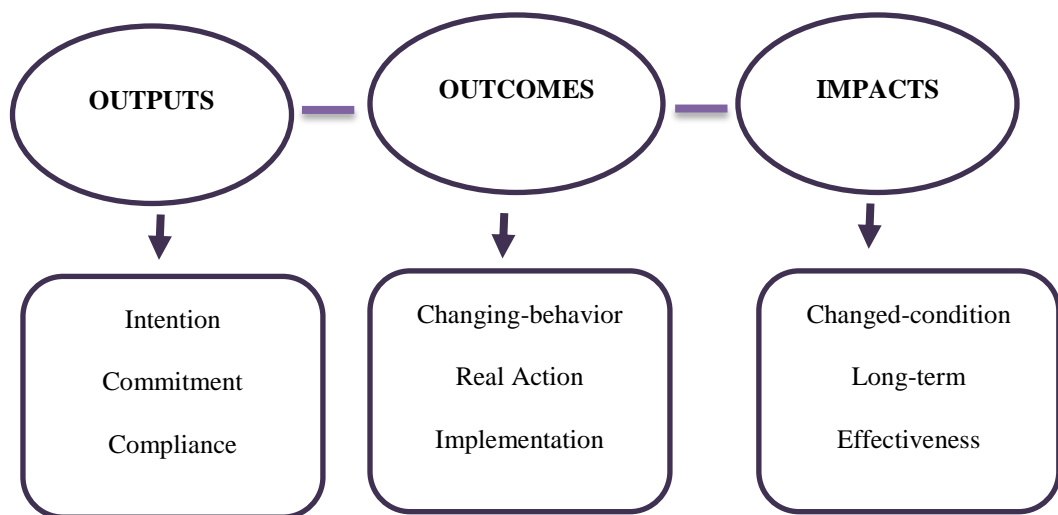 OUTPUTS
OUTCOMES
IMPACTS
Intention
Commitment
Compliance
Changing-behavior
Real Action
Implementation
Changed-condition
Long-term
Effectiveness